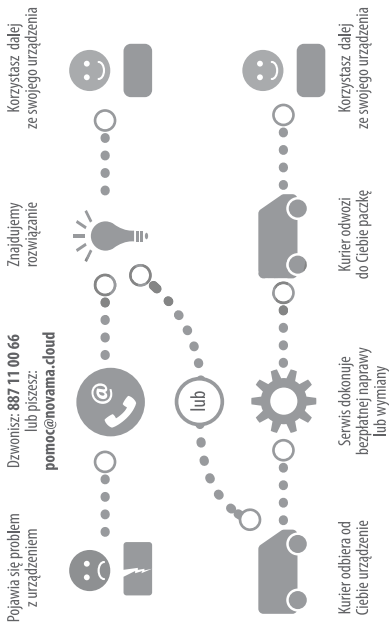 Pojawia się problem
z urządzeniem
Dzwonisz: 887 11 00 66
lub piszesz:
pomoc@novama.cloud
@
Znajdujemy
rozwiązanie
Korzystasz dalej
ze swojego urządzenia
lub
Kurier odbiera od
Ciebie urządzenie
Serwis dokonuje
bezpłatnej naprawy
lub wymiany
Kurier odwozi
do Ciebie paczkę
Korzystasz dalej
ze swojego urządzenia